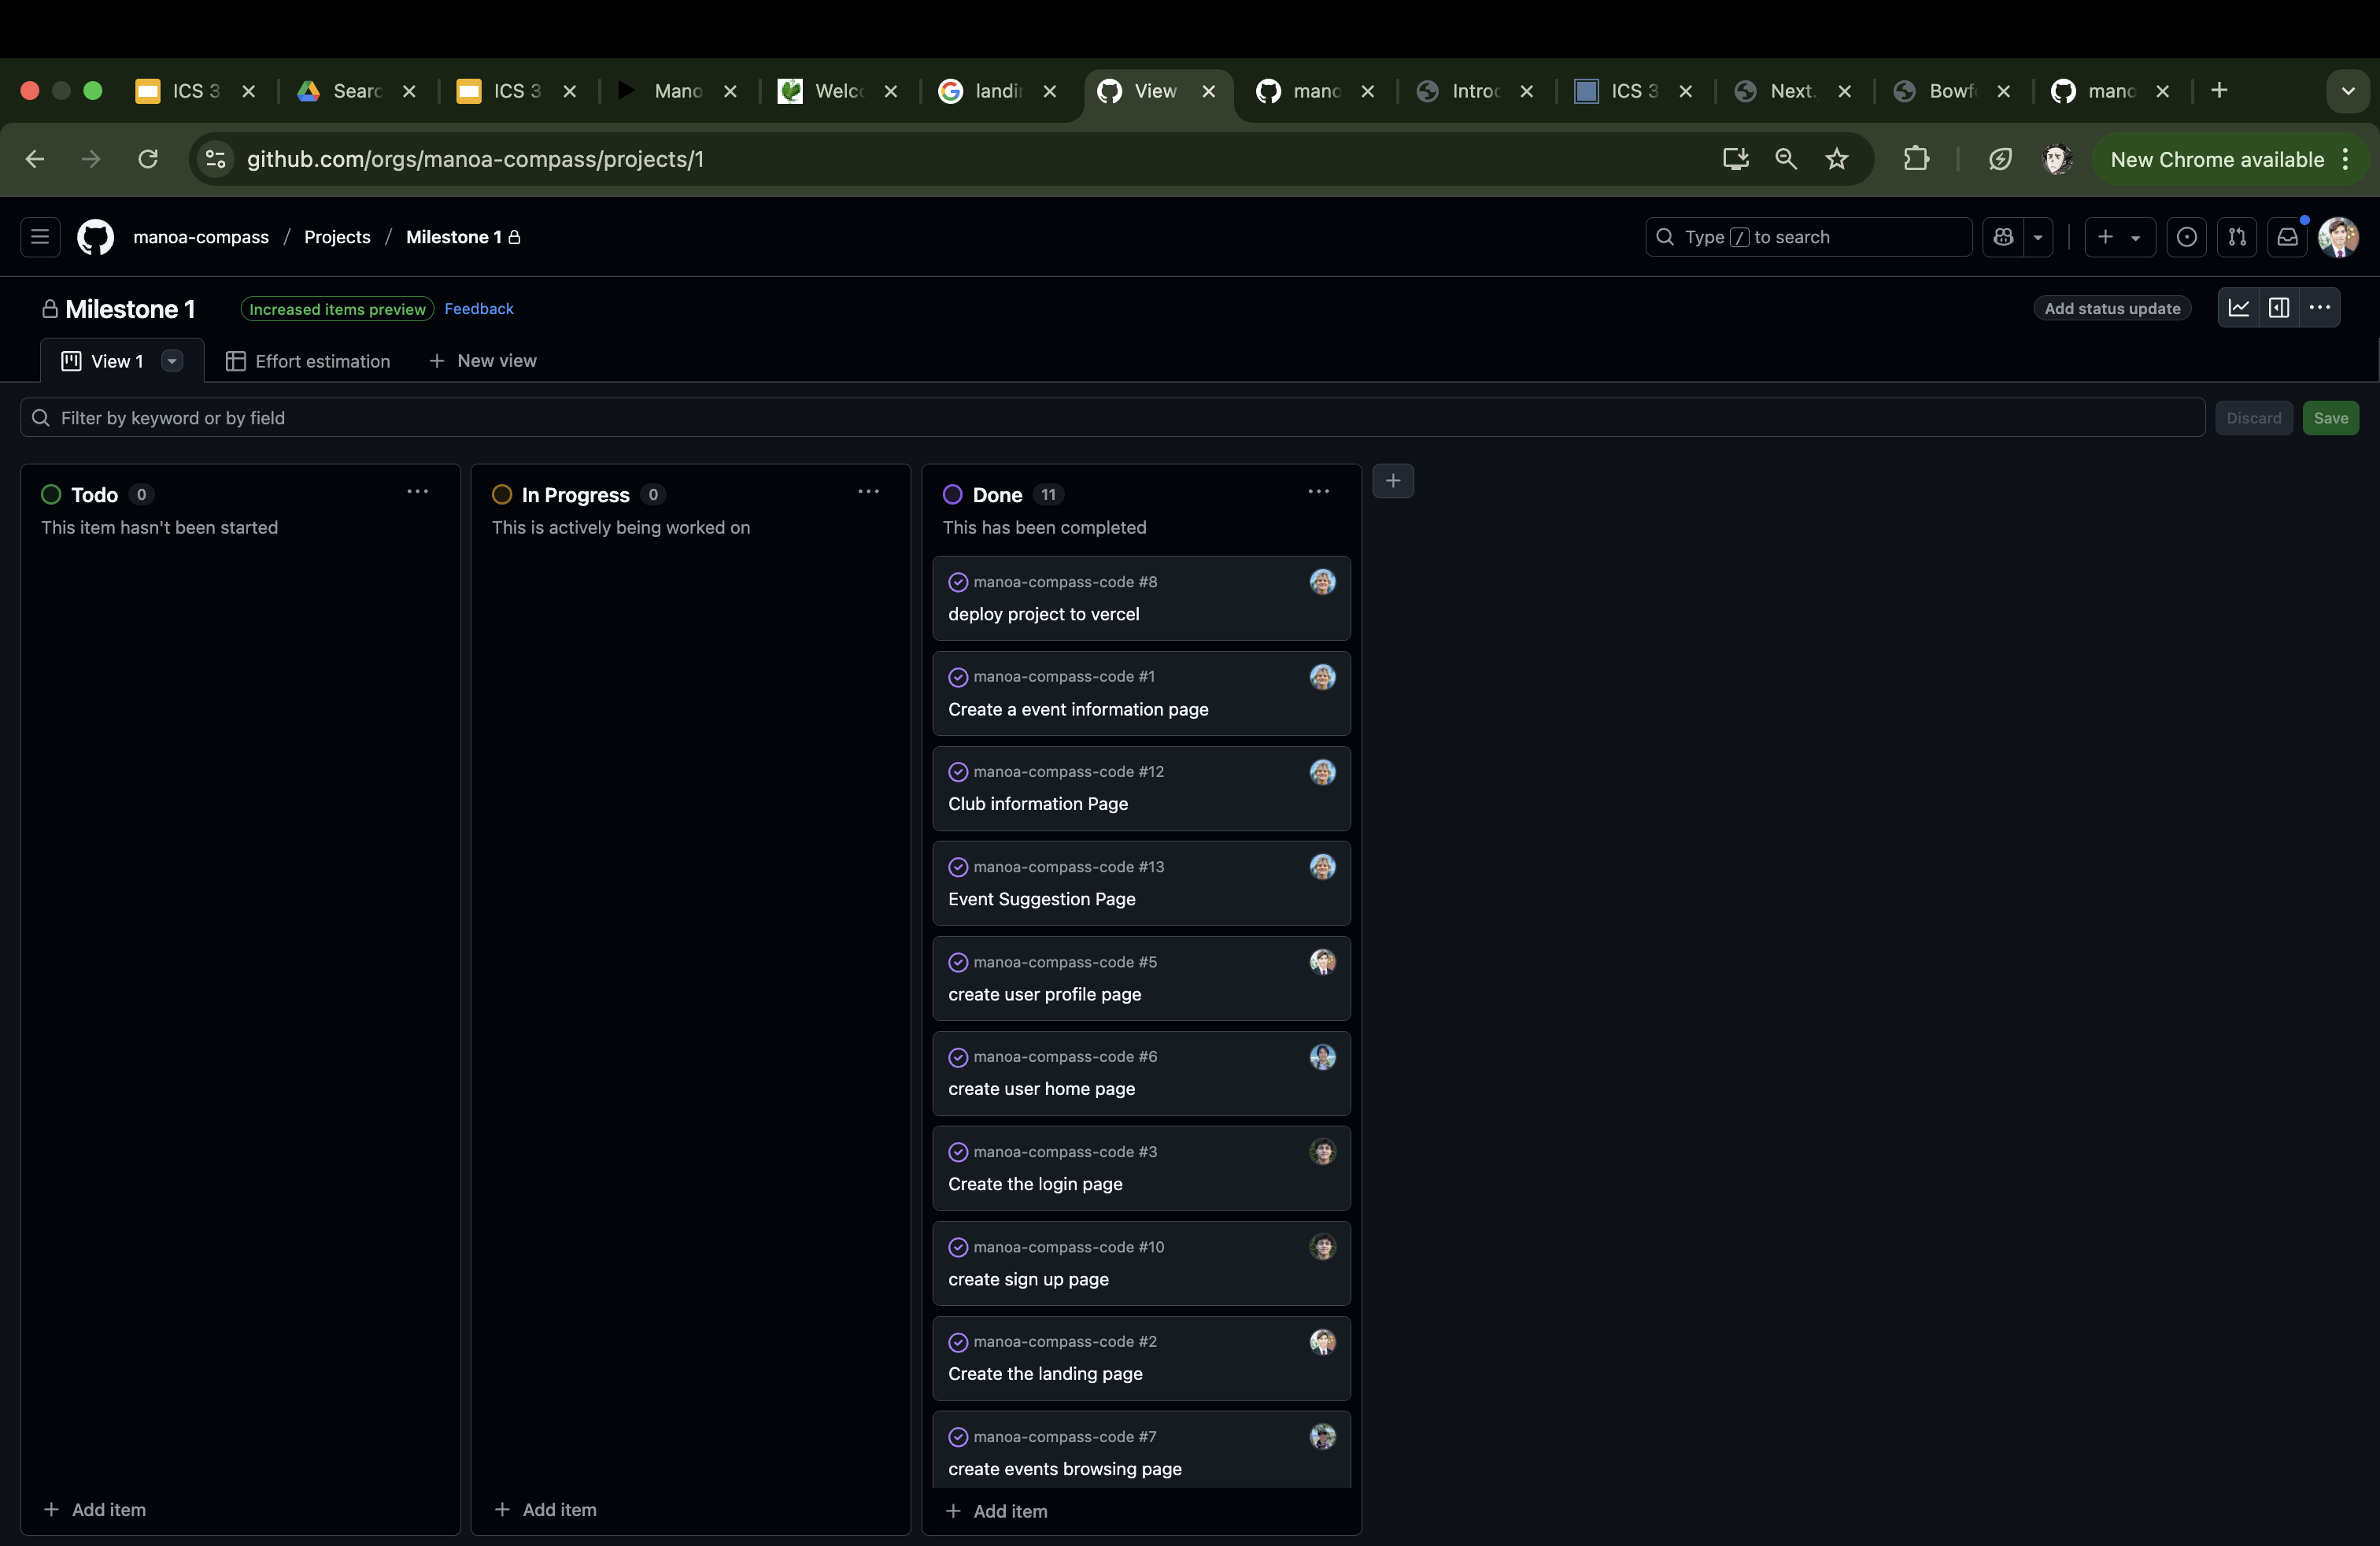 ICS 3
Searc
ICS 3
Mano
Welco
landin
View
mano
Introd
ICS 3
Next.
Bowfo
mano
github.com/orgs/manoa-compass/projects/1
New Chrome available
manoa-compass / Projects / Milestone 1
Type / to search
Milestone 1
Increased items preview
Feedback
Add status update
View 1
Effort estimation
New view
Filter by keyword or by field
Discard
Save
Todo 0
This item hasn't been started
Add item
In Progress 0
This is actively being worked on
Add item
Done 11
This has been completed
manoa-compass-code #8
deploy project to vercel
manoa-compass-code #1
Create a event information page
manoa-compass-code #12
Club information Page
manoa-compass-code #13
Event Suggestion Page
manoa-compass-code #5
create user profile page
manoa-compass-code #6
create user home page
manoa-compass-code #3
Create the login page
manoa-compass-code #10
create sign up page
manoa-compass-code #2
Create the landing page
manoa-compass-code #7
create events browsing page
Add item